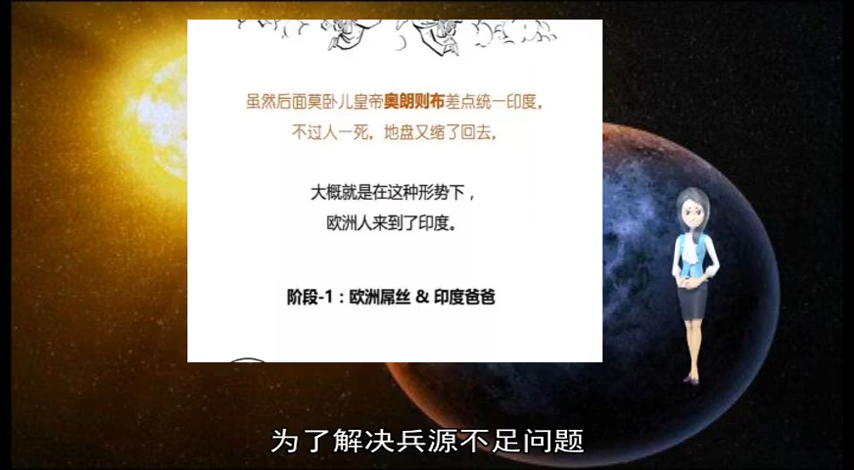 虽然后面莫卧儿皇帝奥朗则布差点统一印度，
不过人一死，地盘又缩了回去，
大概就是在这种形势下，
欧洲人来到了印度。
阶段-1：欧洲屌丝 & 印度爸爸
为了解决兵源不足问题